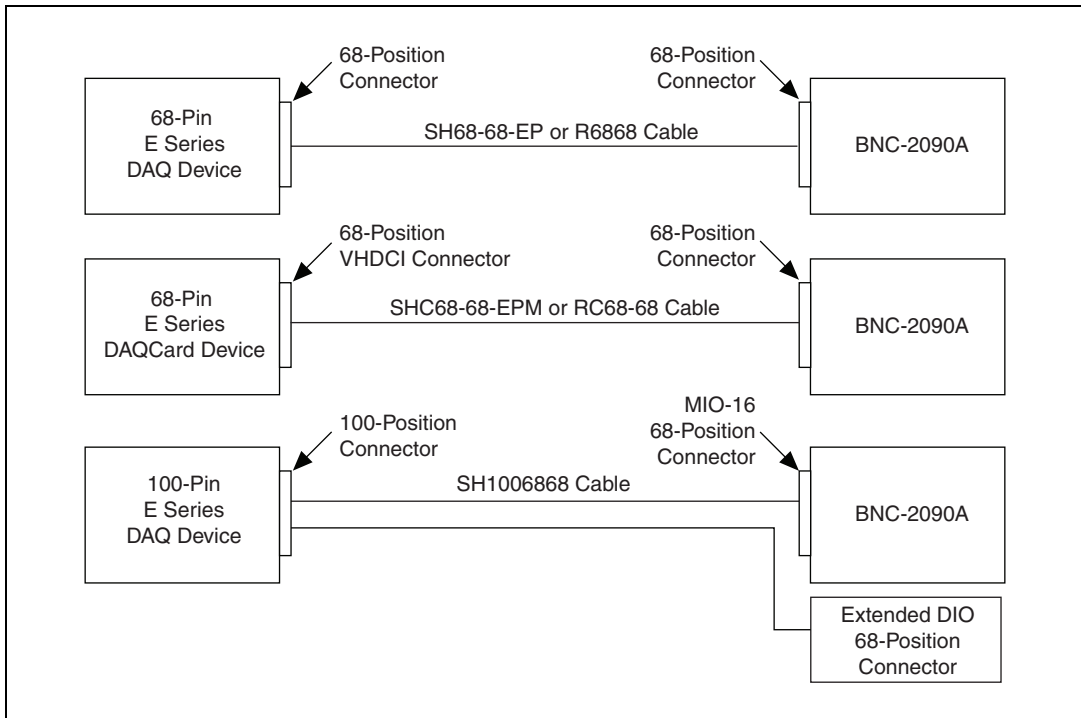 68-Position
Connector
68-Position
Connector
68-Pin
E Series
DAQ Device
SH68-68-EP or R6868 Cable
BNC-2090A
68-Position
VHDCI Connector
68-Position
Connector
68-Pin
E Series
DAQCard Device
SHC68-68-EPM or RC68-68 Cable
BNC-2090A
100-Position
Connector
MIO-16
68-Position
Connector
100-Pin
E Series
DAQ Device
SH1006868 Cable
BNC-2090A
Extended DIO
68-Position
Connector